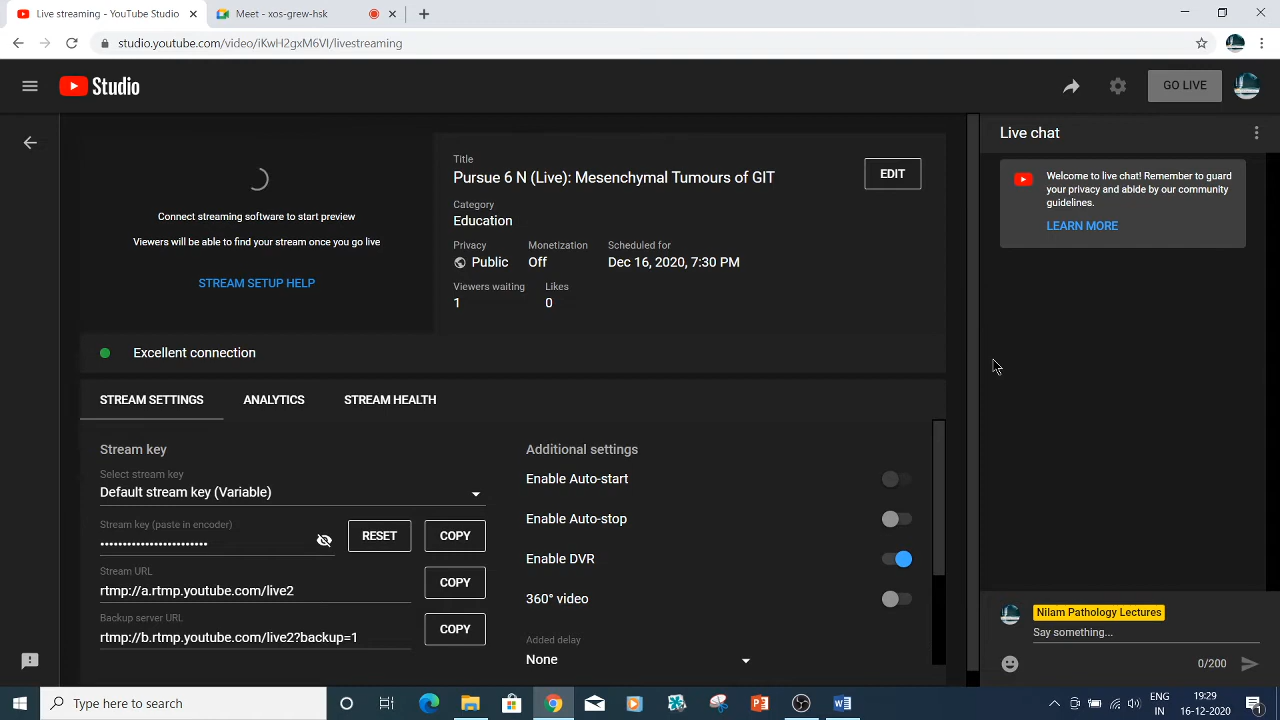 Live streaming - YouTube Studio
Meet - xos-grew-hsk
studio.youtube.com/video/iKwH2gxM6VI/livestreaming
Studio
GO LIVE
Connect streaming software to start preview
Viewers will be able to find your stream once you go live
STREAM SETUP HELP
Title
Pursue 6 N (Live): Mesenchymal Tumours of GIT
EDIT
Category
Education
Privacy
Public
Monetization
Off
Scheduled for
Dec 16, 2020, 7:30 PM
Viewers waiting
1
Likes
0
Excellent connection
STREAM SETTINGS
ANALYTICS
STREAM HEALTH
Stream key
Select stream key
Default stream key (Variable)
Stream key (paste in encoder)
••••••••••••••••••••••••
RESET
COPY
Stream URL
rtmp://a.rtmp.youtube.com/live2
COPY
Backup server URL
rtmp://b.rtmp.youtube.com/live2?backup=1
COPY
Additional settings
Enable Auto-start
Enable Auto-stop
Enable DVR
360° video
Added delay
None
Live chat
Welcome to live chat! Remember to guard
your privacy and abide by our community
guidelines.
LEARN MORE
Nilam Pathology Lectures
Say something...
0/200
Type here to search
ENG
IN
19:29
16-12-2020